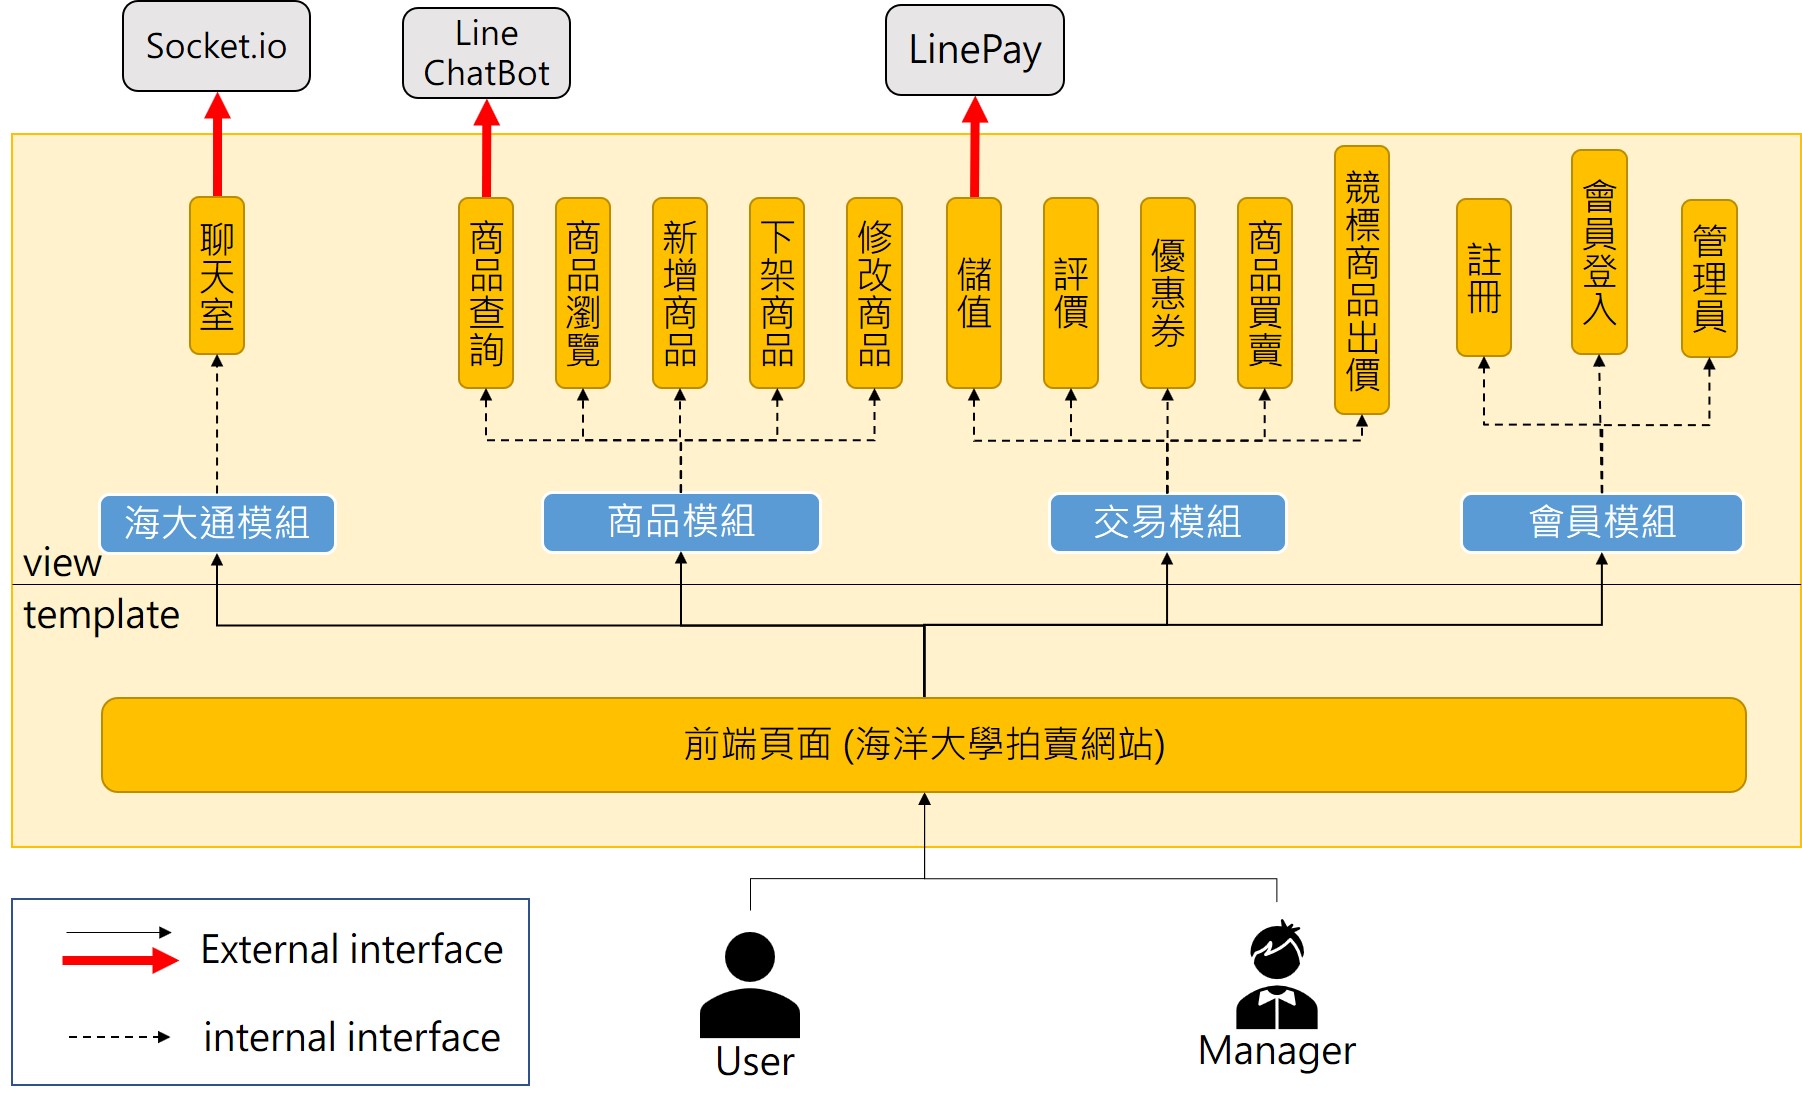 Socket.io
Line
ChatBot
LinePay
聊天室
商品查詢
商品瀏覽
新增商品
下架商品
修改商品
儲值
評價
優惠券
商品買賣
競標商品出價
註冊
會員登入
管理員
海大通模組
商品模組
交易模組
會員模組
view
template
前端頁面 (海洋大學拍賣網站)
External interface
internal interface
User
Manager